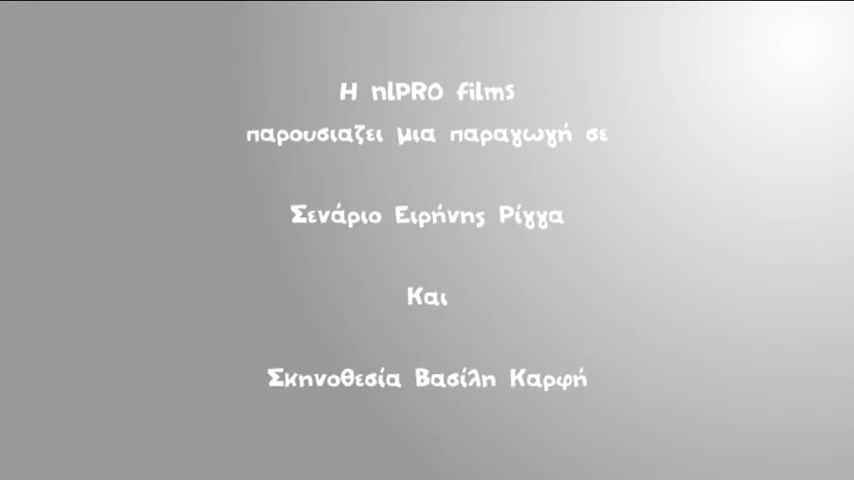 Η nlPRO films
παρουσιαζει μια παραγωγή σε
Σενάριο Ειρήνης Ρίγγα
Και
Σκηνοθεσία Βασίλη Καρφή